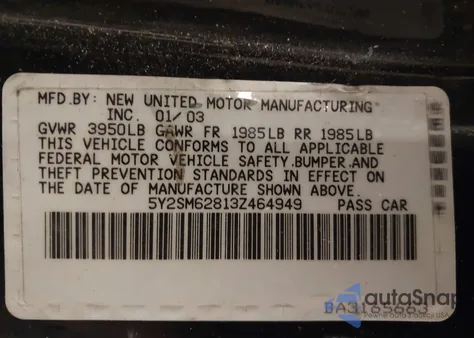 MFD.BY: NEW UNITED MOTOR MANUFACTURING
INC. 01/03
GVWR 3950LB GAWR FR 1985LB RR 1985LB
THIS VEHICLE CONFORMS TO ALL APPLICABLE
FEDERAL MOTOR VEHICLE SAFETY,BUMPER,AND
THEFT PREVENTION STANDARDS IN EFFECT ON
THE DATE OF MANUFACTURE SHOWN ABOVE.
5Y2SM62813Z464949 PASS CAR
autoSnap
BA3165663